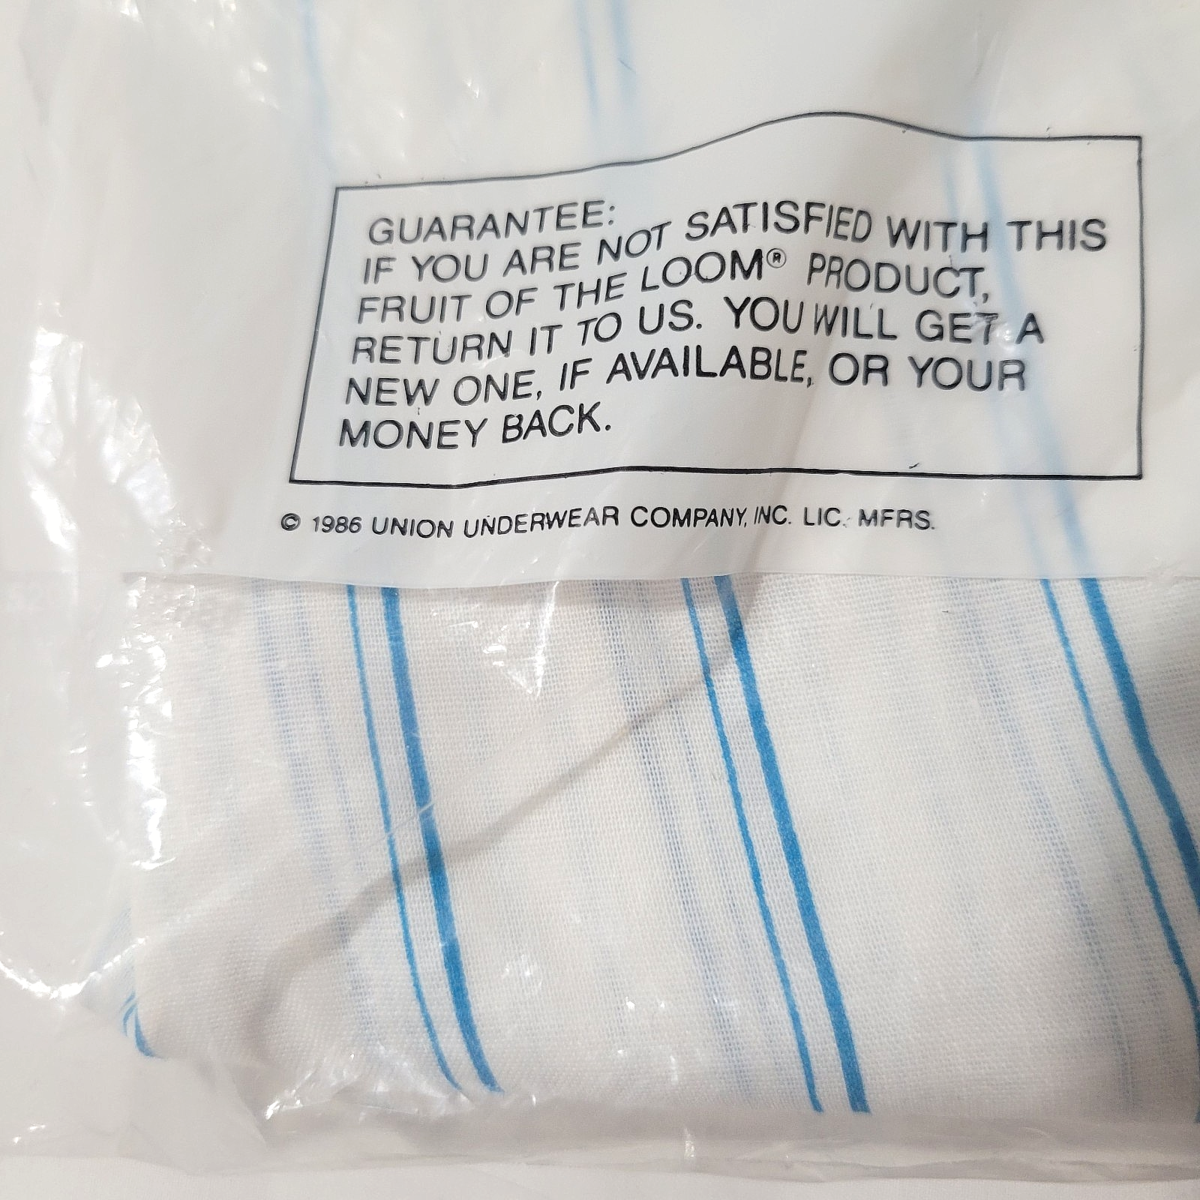 GUARANTEE:
IF YOU ARE NOT SATISFIED WITH THIS
FRUIT OF THE LOOM® PRODUCT,
RETURN IT TO US. YOU WILL GET A
NEW ONE, IF AVAILABLE, OR YOUR
MONEY BACK.
© 1986 UNION UNDERWEAR COMPANY, INC. LIC. MFRS.